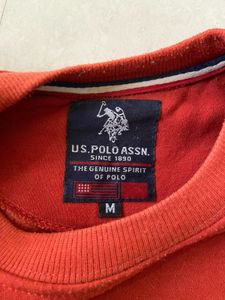 U.S. POLO ASSN.
SINCE 1890
THE GENUINE SPIRIT
OF POLO
M